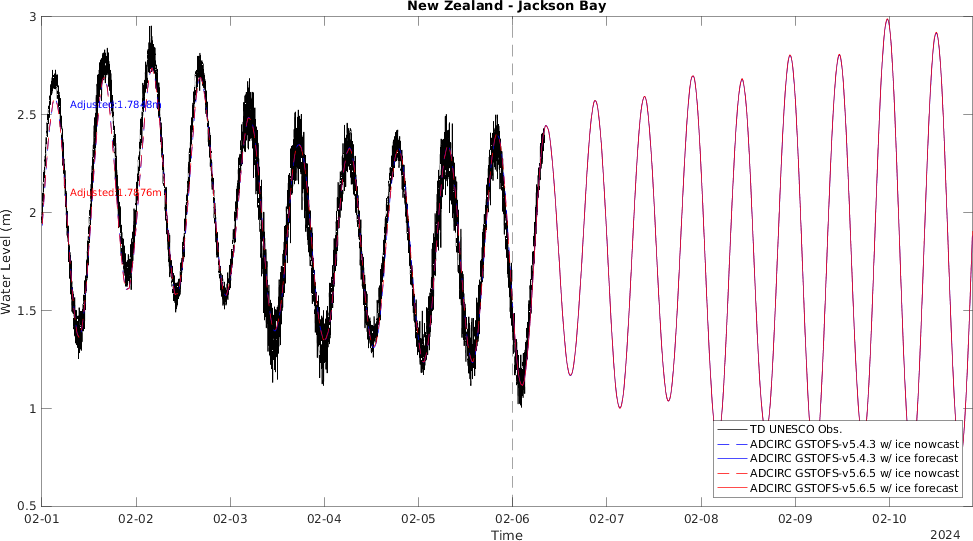 New Zealand - Jackson Bay
3
2.5
2
1.5
1
0.5
Water Level (m)
Adjusted:1.7848m
Adjusted:1.7876m
TD UNESCO Obs.
ADCIRC GSTOFS-v5.4.3 w/ ice nowcast
ADCIRC GSTOFS-v5.4.3 w/ ice forecast
ADCIRC GSTOFS-v5.6.5 w/ ice nowcast
ADCIRC GSTOFS-v5.6.5 w/ ice forecast
02-01 02-02 02-03 02-04 02-05 02-06 02-07 02-08 02-09 02-10
Time
2024